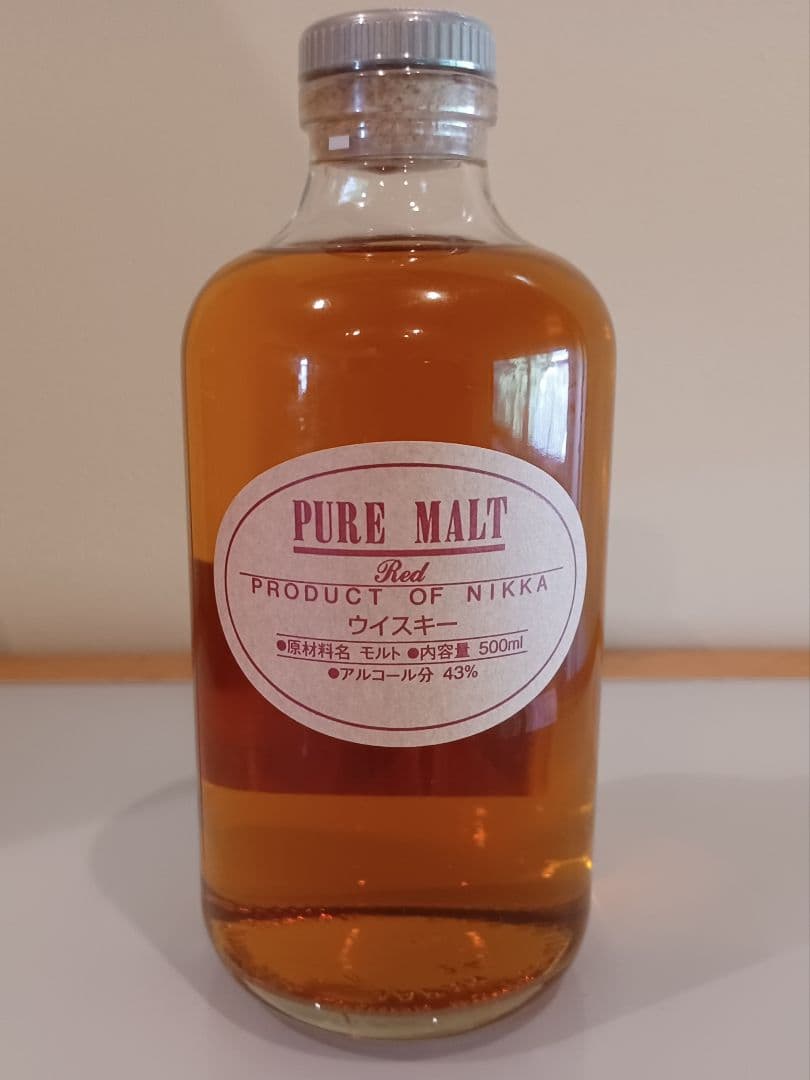 PURE MALT
Red
PRODUCT OF NIKKA
ウイスキー
●原材料名 モルト ●内容量 500ml
●アルコール分 43%